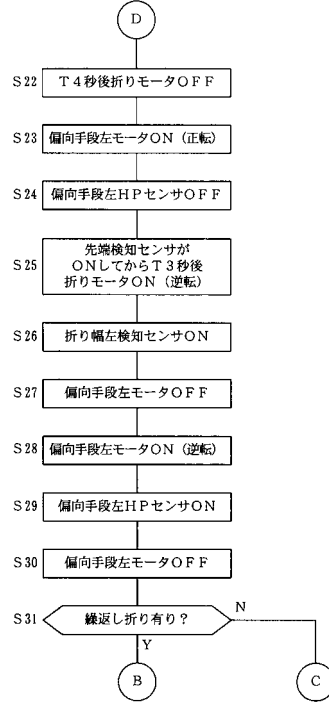 D
S22 T4秒後折りモータOFF
S23 偏向手段左モータON（正転）
S24 偏向手段左HPセンサOFF
先端検知センサが
S25 ONしてからT3秒後
折りモータON（逆転）
S26 折り幅左検知センサON
S27 偏向手段左モータOFF
S28 偏向手段左モータON（逆転）
S29 偏向手段左HPセンサON
S30 偏向手段左モータOFF
S31 繰返し折り有り？ N
Y
B C